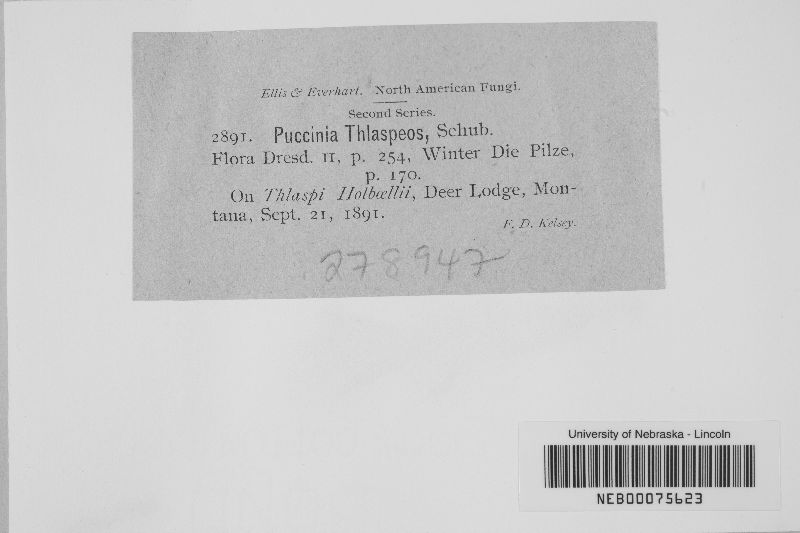 Ellis & Everhart. North American Fungi.
Second Series.
2891. Puccinia Thlaspeos, Schub.
Flora Dresd. II, p. 254, Winter Die Pilze,
p. 170.
On Thlaspi Holbœllii, Deer Lodge, Mon-
tana, Sept. 21, 1891.
F. D. Kelsey.
278947
University of Nebraska - Lincoln
NEB00075623